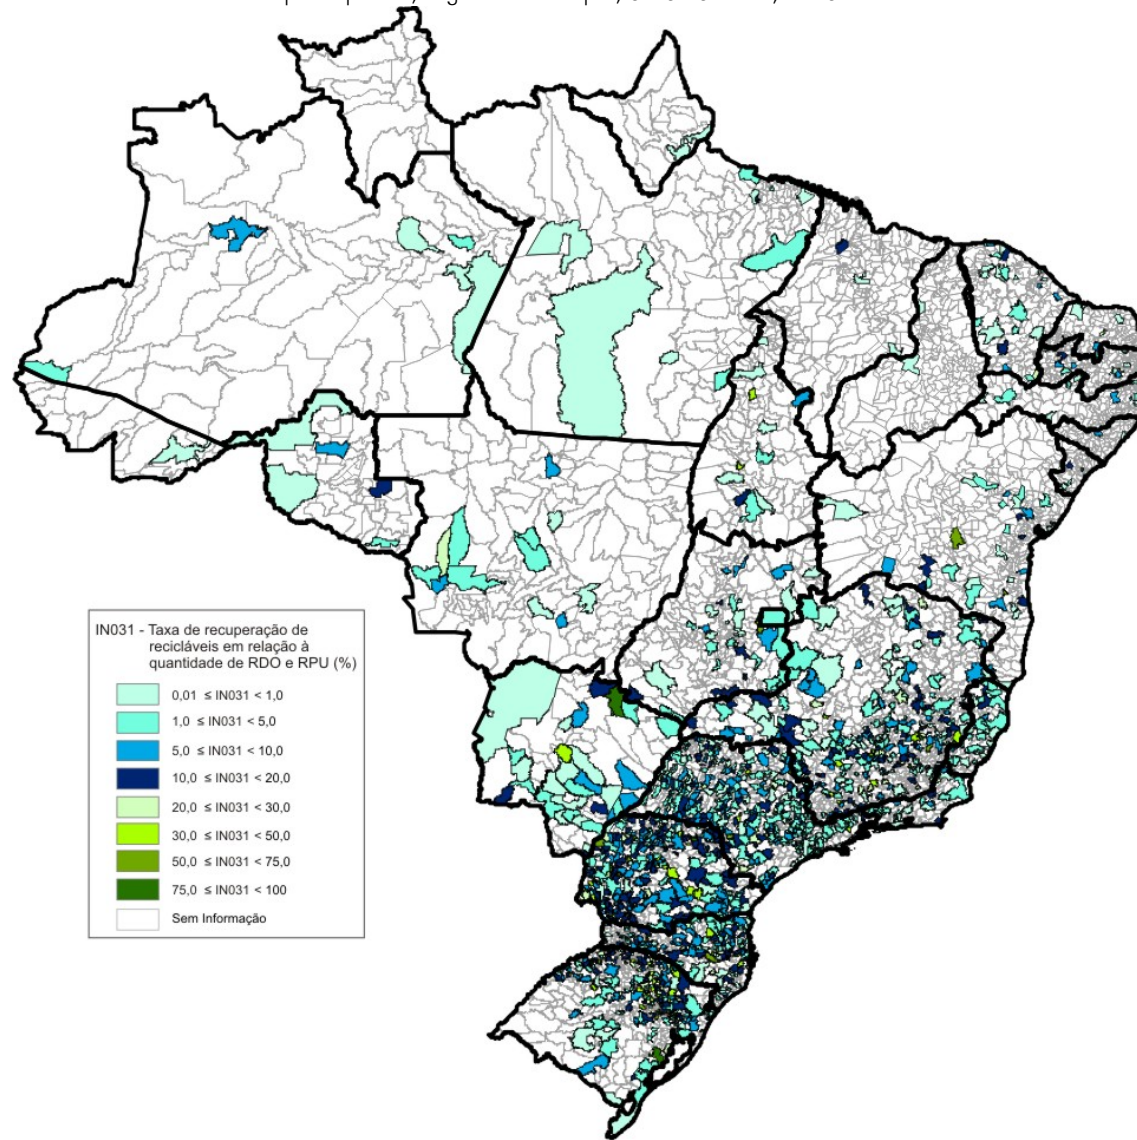 IN031 - Taxa de recuperação de
recicláveis em relação à
quantidade de RDO e RPU (%)
0,01 ≤ IN031 < 1,0
1,0 ≤ IN031 < 5,0
5,0 ≤ IN031 < 10,0
10,0 ≤ IN031 < 20,0
20,0 ≤ IN031 < 30,0
30,0 ≤ IN031 < 50,0
50,0 ≤ IN031 < 75,0
75,0 ≤ IN031 < 100
Sem Informação